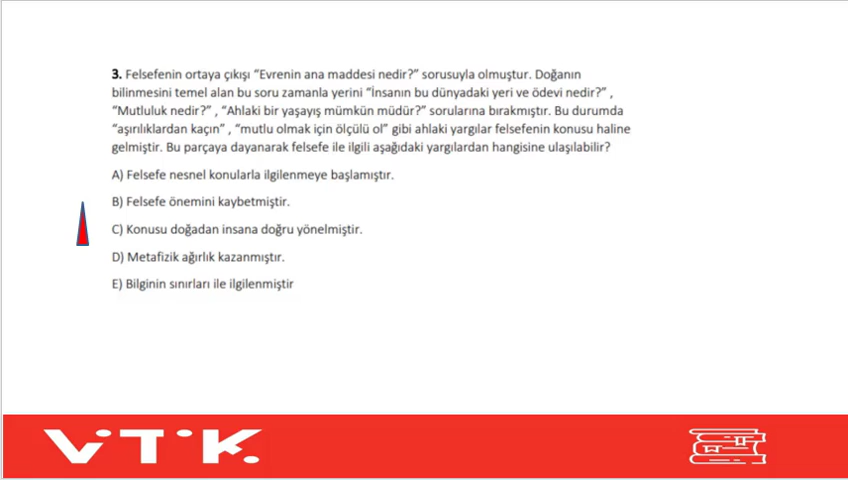 3. Felsefenin ortaya çıkışı “Evrenin ana maddesi nedir?” sorusuyla olmuştur. Doğanın
bilinmesini temel alan bu soru zamanla yerini “İnsanın bu dünyadaki yeri ve ödevi nedir?” ,
“Mutluluk nedir?” , “Ahlaki bir yaşayış mümkün müdür?” sorularına bırakmıştır. Bu durumda
“aşırılıklardan kaçın” , “mutlu olmak için ölçülü ol” gibi ahlaki yargılar felsefenin konusu haline
gelmiştir. Bu parçaya dayanarak felsefe ile ilgili aşağıdaki yargılardan hangisine ulaşılabilir?
A) Felsefe nesnel konularla ilgilenmeye başlamıştır.
B) Felsefe önemini kaybetmiştir.
C) Konusu doğadan insana doğru yönelmiştir.
D) Metafizik ağırlık kazanmıştır.
E) Bilginin sınırları ile ilgilenmiştir
VTK